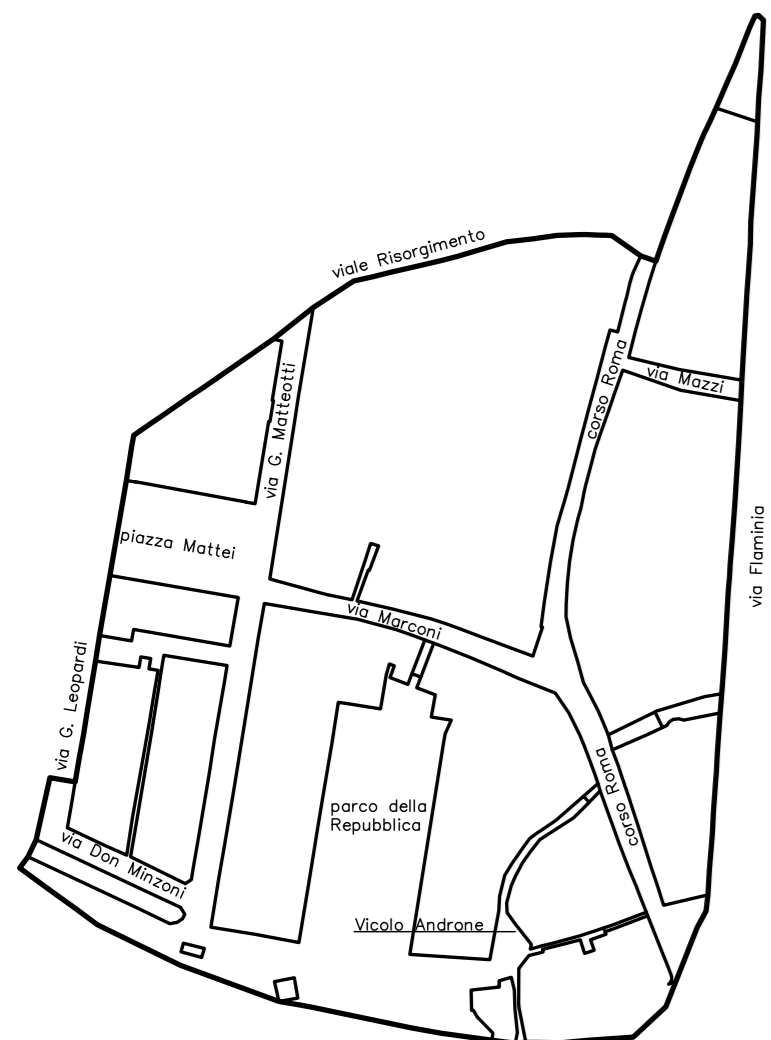 viale Risorgimento
corso Roma
via Mazzi
via G. Matteotti
piazza Mattei
via Flaminia
via Marconi
via G. Leopardi
parco della
Repubblica
corso Roma
via Don Minzoni
Vicolo Androne